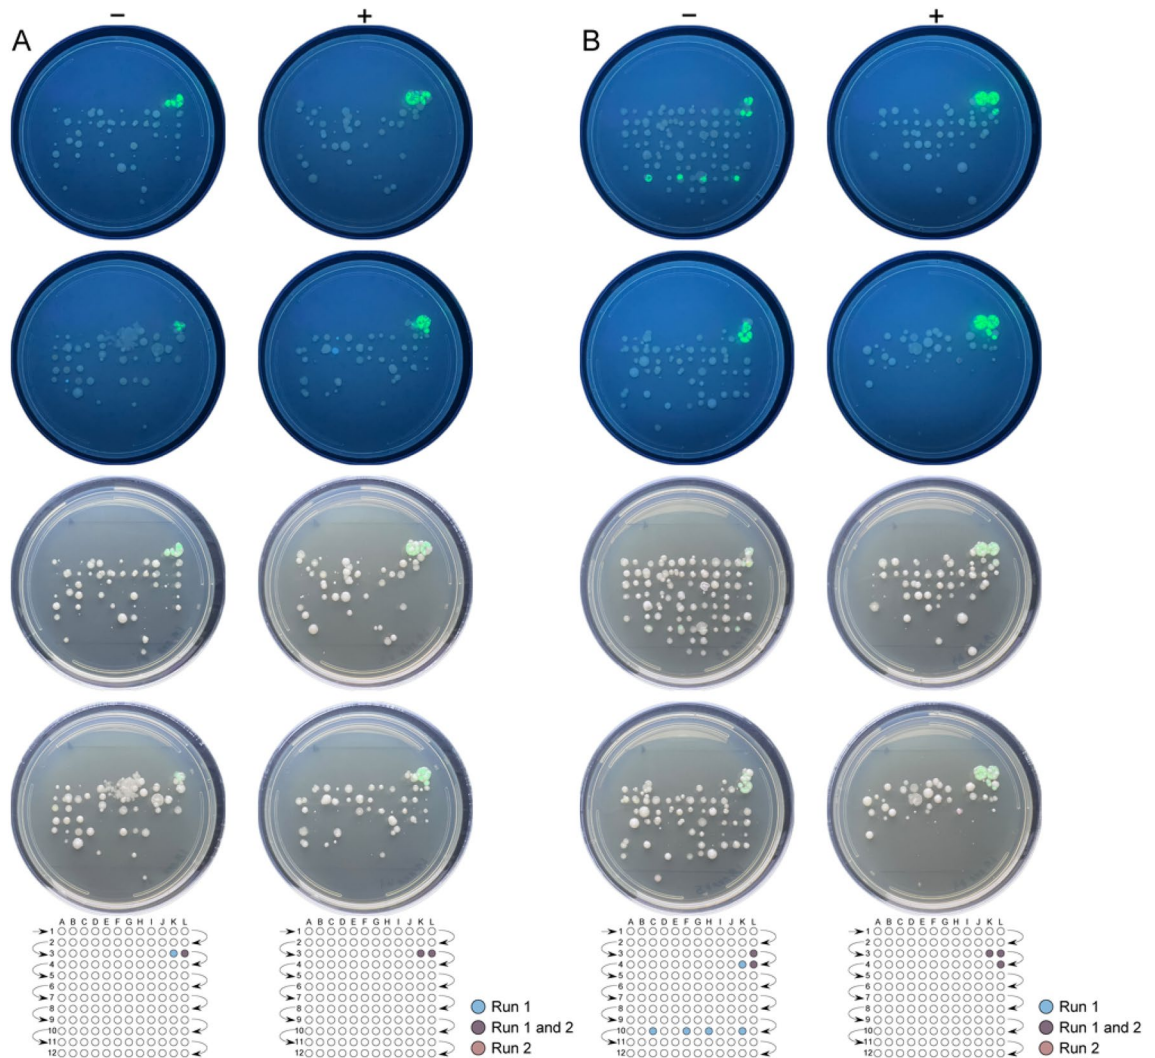 − + − +
A B
A B C D E F G H I J K L A B C D E F G H I J K L A B C D E F G H I J K L A B C D E F G H I J K L
1 1 1 1
2 2 2 2
3 3 3 3
4 4 4 4
5 5 5 5
6 6 6 6
7 7 7 7
8 8 8 8
9 9 9 9
10 10 10 10
11 11 11 11
12 12 12 12
Run 1 Run 1
Run 1 and 2 Run 1 and 2
Run 2 Run 2